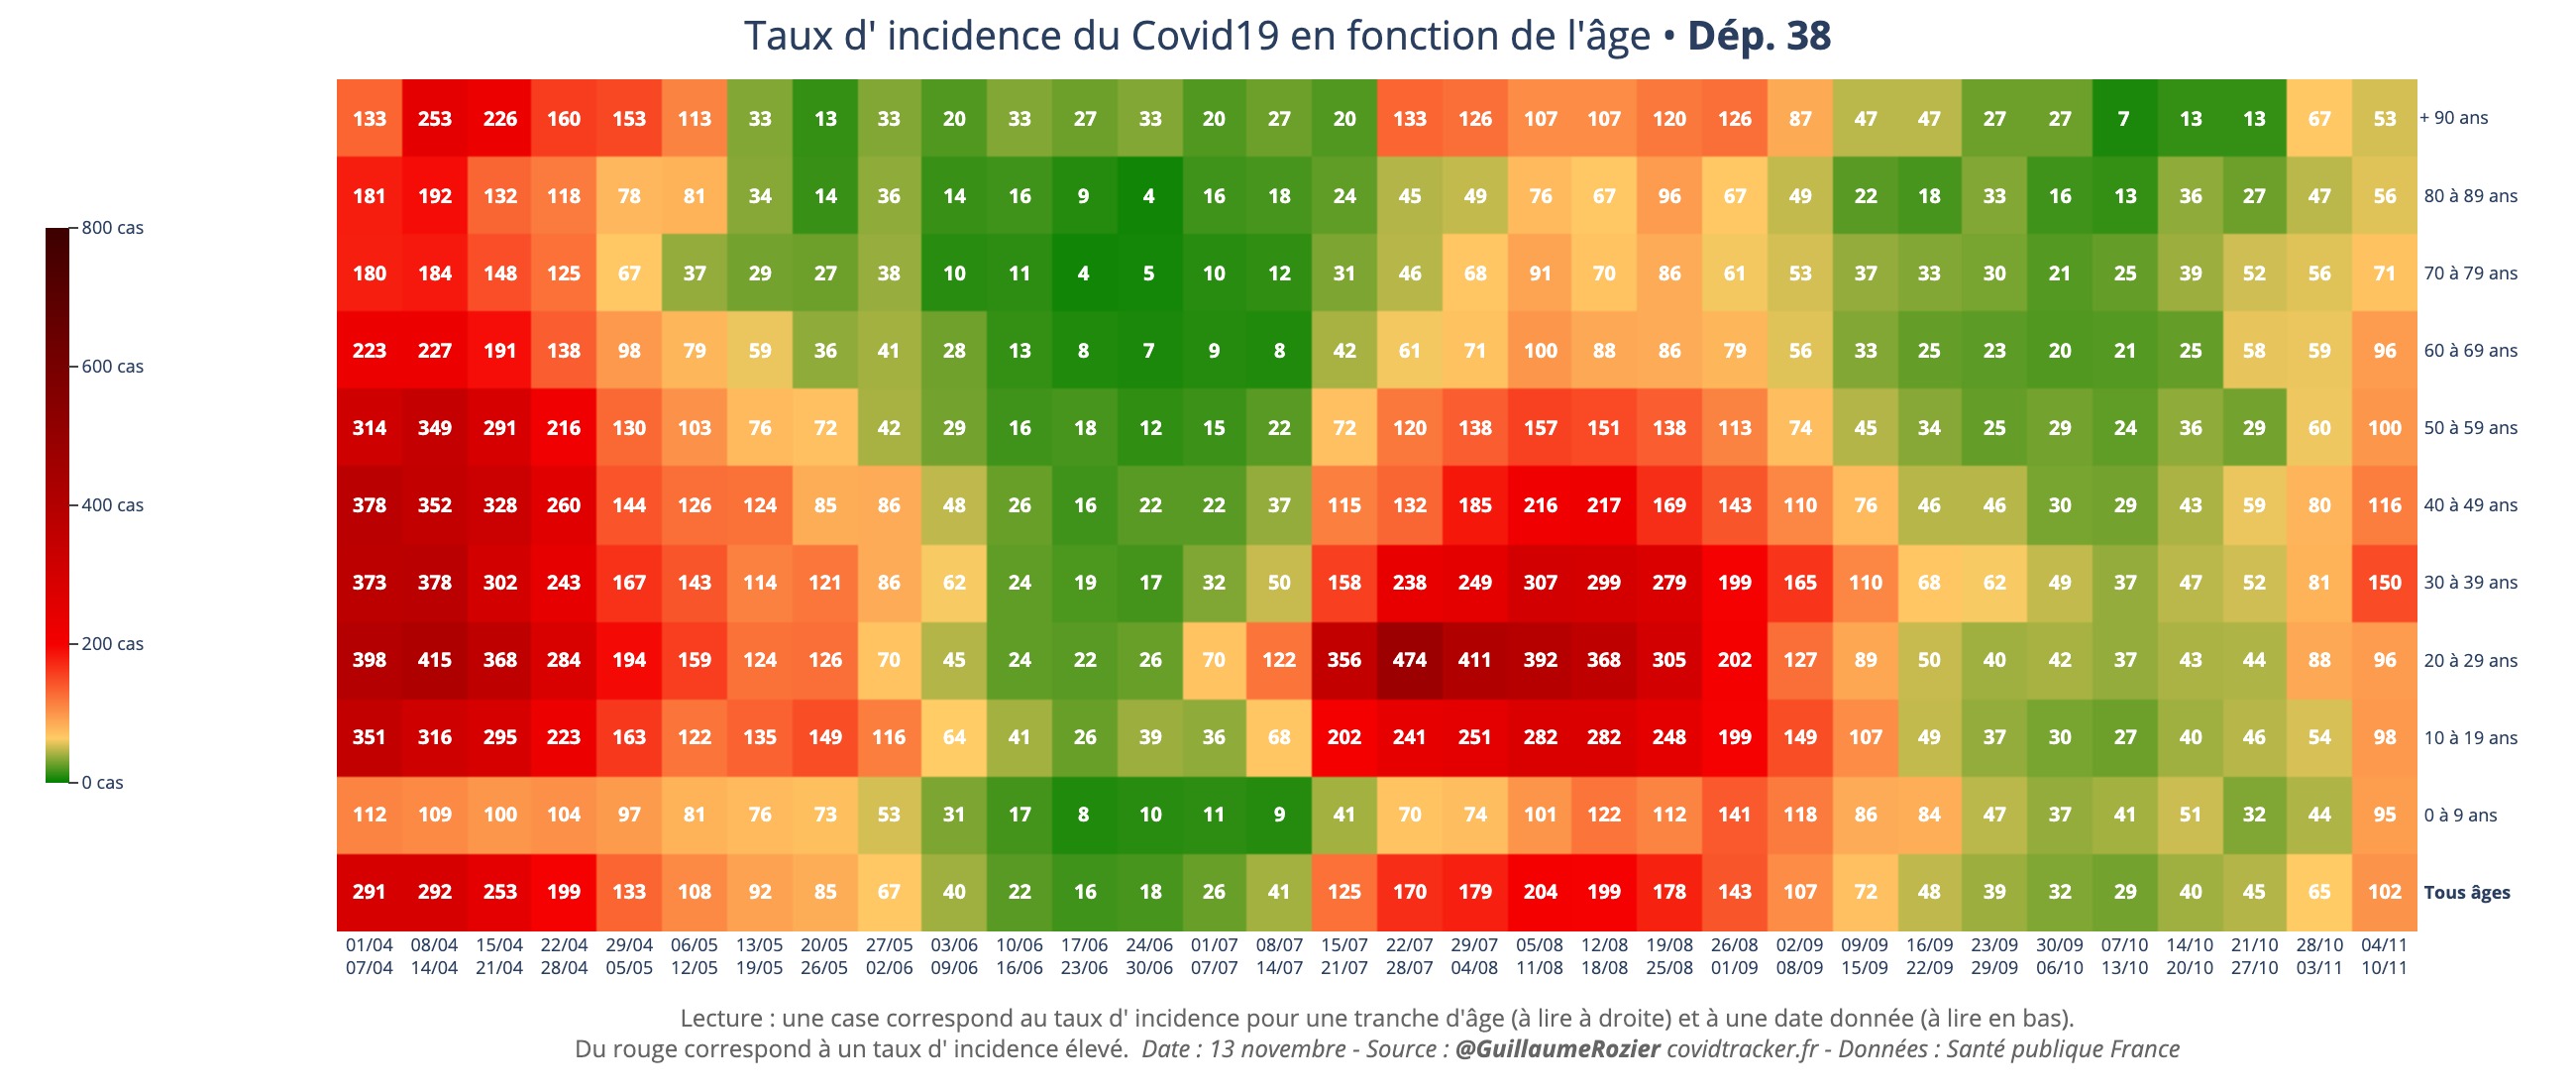 Taux d' incidence du Covid19 en fonction de l'âge • Dép. 38
133 253 226 160 153 113 33 13 33 20 33 27 33 20 27 20 133 126 107 107 120 126 87 47 47 27 27 7 13 13 67 53 + 90 ans
181 192 132 118 78 81 34 14 36 14 16 9 4 16 18 24 45 49 76 67 96 67 49 22 18 33 16 13 36 27 47 56 80 à 89 ans
800 cas
180 184 148 125 67 37 29 27 38 10 11 4 5 10 12 31 46 68 91 70 86 61 53 37 33 30 21 25 39 52 56 71 70 à 79 ans
223 227 191 138 98 79 59 36 41 28 13 8 7 9 8 42 61 71 100 88 86 79 56 33 25 23 20 21 25 58 59 96 60 à 69 ans
600 cas
314 349 291 216 130 103 76 72 42 29 16 18 12 15 22 72 120 138 157 151 138 113 74 45 34 25 29 24 36 29 60 100 50 à 59 ans
400 cas
378 352 328 260 144 126 124 85 86 48 26 16 22 22 37 115 132 185 216 217 169 143 110 76 46 46 30 29 43 59 80 116 40 à 49 ans
373 378 302 243 167 143 114 121 86 62 24 19 17 32 50 158 238 249 307 299 279 199 165 110 68 62 49 37 47 52 81 150 30 à 39 ans
200 cas
398 415 368 284 194 159 124 126 70 45 24 22 26 70 122 356 474 411 392 368 305 202 127 89 50 40 42 37 43 44 88 96 20 à 29 ans
351 316 295 223 163 122 135 149 116 64 41 26 39 36 68 202 241 251 282 282 248 199 149 107 49 37 30 27 40 46 54 98 10 à 19 ans
0 cas
112 109 100 104 97 81 76 73 53 31 17 8 10 11 9 41 70 74 101 122 112 141 118 86 84 47 37 41 51 32 44 95 0 à 9 ans
291 292 253 199 133 108 92 85 67 40 22 16 18 26 41 125 170 179 204 199 178 143 107 72 48 39 32 29 40 45 65 102 Tous âges
01/04 08/04 15/04 22/04 29/04 06/05 13/05 20/05 27/05 03/06 10/06 17/06 24/06 01/07 08/07 15/07 22/07 29/07 05/08 12/08 19/08 26/08 02/09 09/09 16/09 23/09 30/09 07/10 14/10 21/10 28/10 04/11
07/04 14/04 21/04 28/04 05/05 12/05 19/05 26/05 02/06 09/06 16/06 23/06 30/06 07/07 14/07 21/07 28/07 04/08 11/08 18/08 25/08 01/09 08/09 15/09 22/09 29/09 06/10 13/10 20/10 27/10 03/11 10/11
Lecture : une case correspond au taux d' incidence pour une tranche d'âge (à lire à droite) et à une date donnée (à lire en bas).
Du rouge correspond à un taux d' incidence élevé. Date : 13 novembre - Source : @GuillaumeRozier covidtracker.fr - Données : Santé publique France